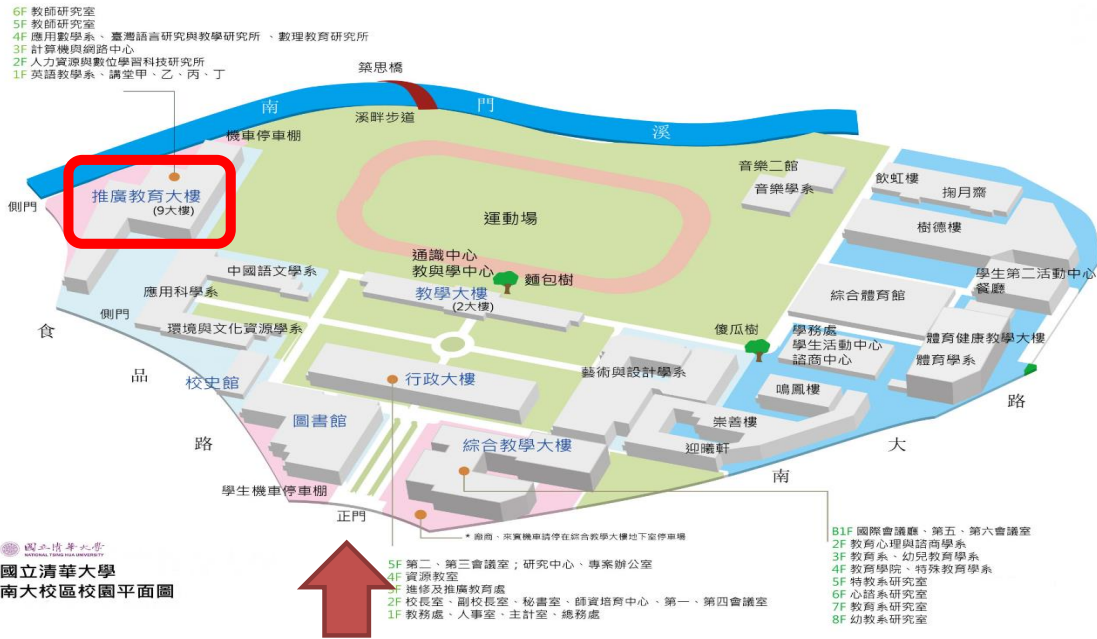 6F 教師研究室
5F 教師研究室
4F 應用數學系、臺灣語言研究與教學研究所 、數理教育研究所
3F 計算機與網路中心
2F 人力資源與數位學習科技研究所
1F 英語教學系、講堂甲、乙、丙、丁
築思橋
南
門
溪
溪畔步道
機車停車棚
側門
推廣教育大樓
(9大樓)
運動場
音樂二館
音樂學系
飲虹樓
掬月齋
樹德樓
學生第二活動中心
餐廳
中國語文學系
應用科學系
側門
環境與文化資源學系
通識中心
教與學中心
麵包樹
教學大樓
(2大樓)
綜合體育館
傻瓜樹
學務處
學生活動中心
諮商中心
體育健康教學大樓
體育學系
食
品
路
校史館
行政大樓
藝術與設計學系
鳴鳳樓
圖書館
綜合教學大樓
崇善樓
迎曦軒
南
大
路
學生機車停車棚
正門
* 廠商、來賓機車請停在綜合教學大樓地下室停車場
國立清華大學
NATIONAL TSING HUA UNIVERSITY
國立清華大學
南大校區校園平面圖
5F 第二、第三會議室；研究中心、專案辦公室
4F 資源教室
進修及推廣教育處
2F 校長室、副校長室、秘書室、師資培育中心 、第一、第四會議室
1F 教務處、人事室、主計室、總務處
B1F 國際會議廳、第五、第六會議室
2F 教育心理與諮商學系
3F 教育系、幼兒教育學系
4F 教育學院、特殊教育學系
5F 特教系研究室
6F 心諮系研究室
7F 教育系研究室
8F 幼教系研究室